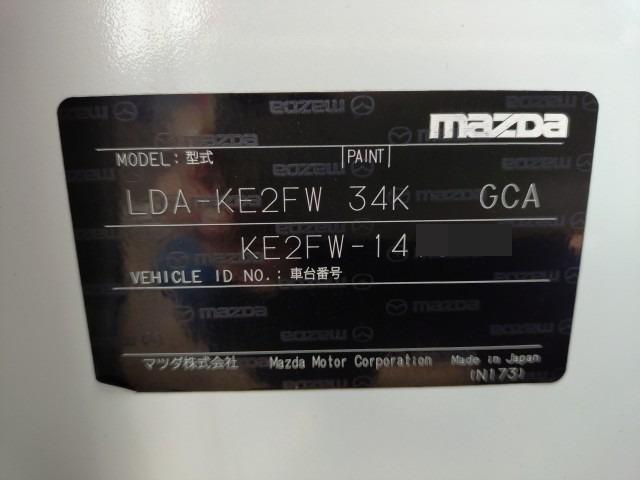 mazda
MODEL:型式 PAINT
LDA-KE2FW 34K GCA
KE2FW-14
VEHICLE ID NO.:車台番号
マツダ株式会社 Mazda Motor Corporation Made in Japan
(N173)